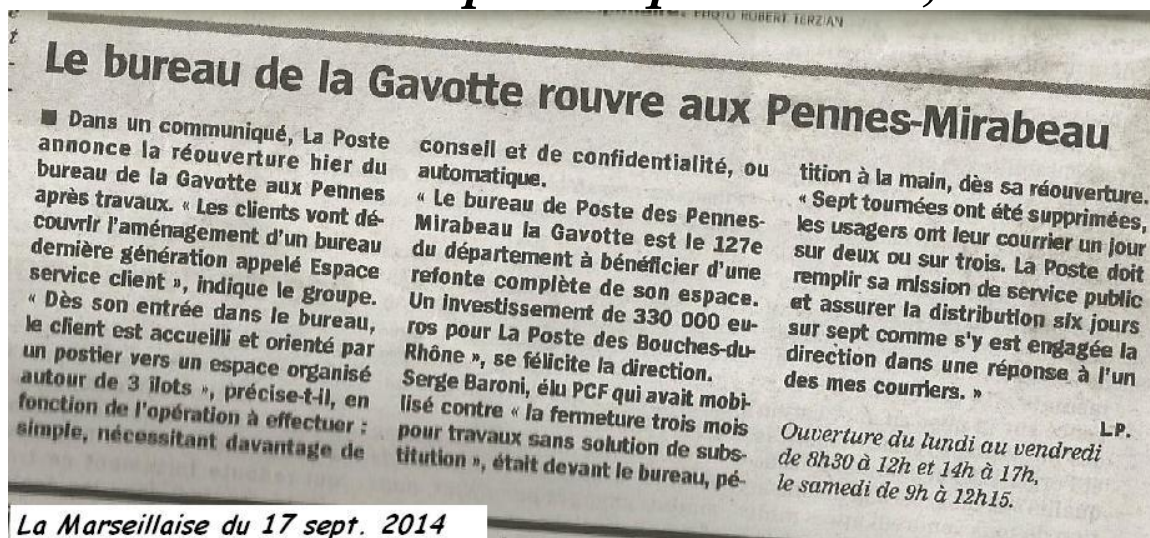 PHOTO ROBERT TERZIAN
Le bureau de la Gavotte rouvre aux Pennes-Mirabeau
■ Dans un communiqué, La Poste
annonce la réouverture hier du
bureau de la Gavotte aux Pennes
après travaux. « Les clients vont dé-
couvrir l'aménagement d'un bureau
dernière génération appelé Espace
service client », indique le groupe.
« Dès son entrée dans le bureau,
le client est accueilli et orienté par
un postier vers un espace organisé
autour de 3 îlots », précise-t-il, en
fonction de l'opération à effectuer :
simple, nécessitant davantage de
conseil et de confidentialité, ou
automatique.
« Le bureau de Poste des Pennes-
Mirabeau la Gavotte est le 127e
du département à bénéficier d'une
refonte complète de son espace.
Un investissement de 330 000 eu-
ros pour La Poste des Bouches-du-
Rhône », se félicite la direction.
Serge Baroni, élu PCF qui avait mobi-
lisé contre « la fermeture trois mois
pour travaux sans solution de subs-
titution », était devant le bureau, pé-
tition à la main, dès sa réouverture.
« Sept tournées ont été supprimées,
les usagers ont leur courrier un jour
sur deux ou sur trois. La Poste doit
remplir sa mission de service public
et assurer la distribution six jours
sur sept comme s'y est engagée la
direction dans une réponse à l'un
des mes courriers. »
L.P.
Ouverture du lundi au vendredi
de 8h30 à 12h et 14h à 17h,
le samedi de 9h à 12h15.
La Marseillaise du 17 sept. 2014